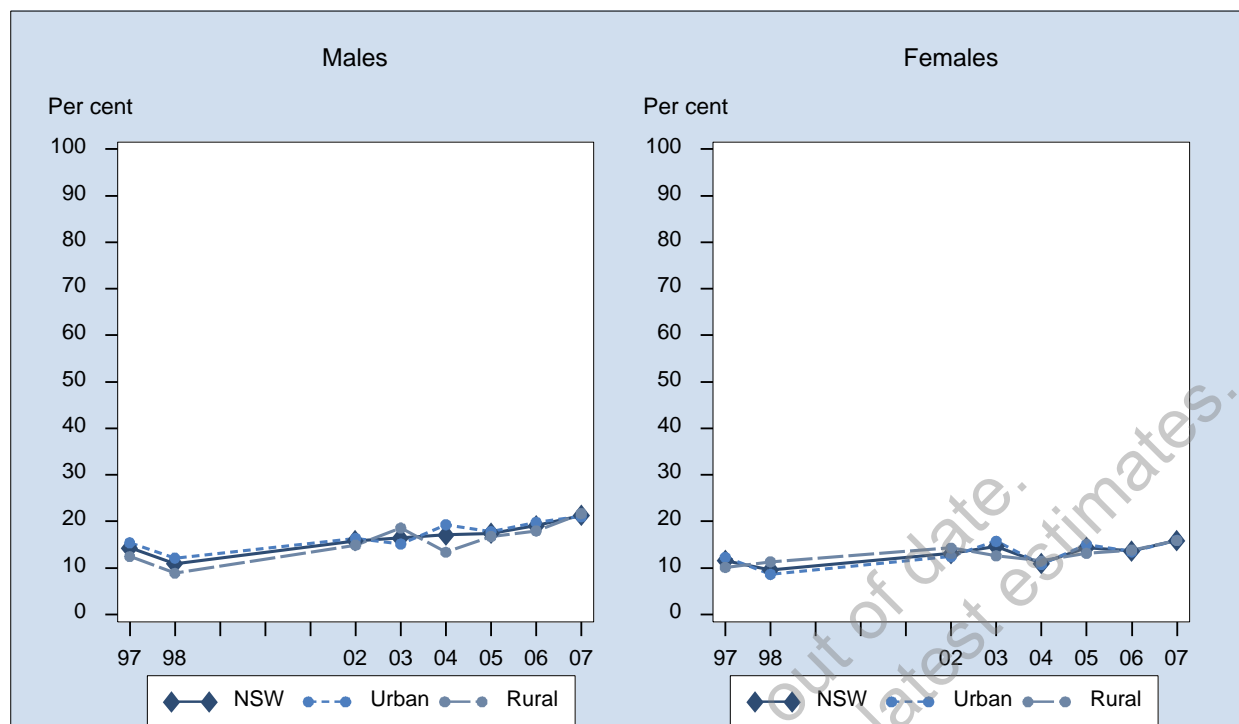 Males
Per cent
100
90
80
70
60
50
40
30
20
10
0
97 98 02 03 04 05 06 07
NSW Urban Rural
Females
Per cent
100
90
80
70
60
50
40
30
20
10
0
97 98 02 03 04 05 06 07
NSW Urban Rural
out of date.
latest estimates.